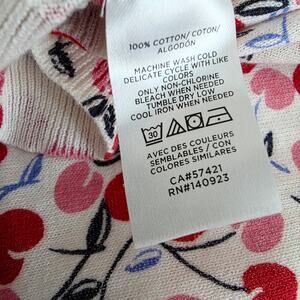 100% COTTON/COTON/
ALGODÓN
MACHINE WASH COLD
DELICATE CYCLE WITH LIKE
COLORS
ONLY NON-CHLORINE
BLEACH WHEN NEEDED
TUMBLE DRY LOW
COOL IRON WHEN NEEDED
30
AVEC DES COULEURS
SEMBLABLES / CON
COLORES SIMILARES
CA#57421
RN#140923